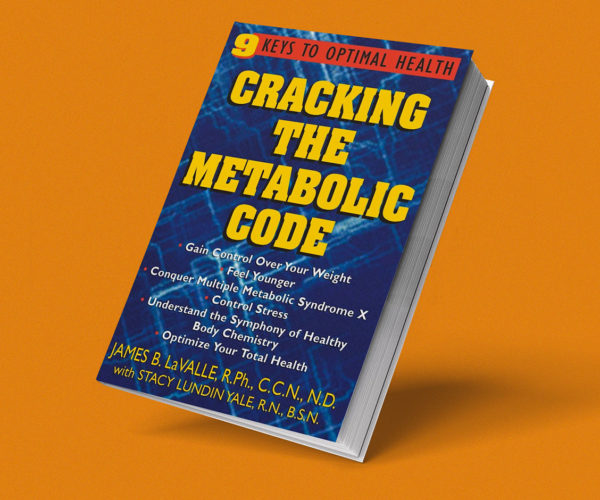 9 KEYS TO OPTIMAL HEALTH
CRACKING
THE
METABOLIC
CODE
• Gain Control Over Your Weight
• Feel Younger
• Conquer Multiple Metabolic Syndrome X
• Control Stress
• Understand the Symphony of Healthy
Body Chemistry
• Optimize Your Total Health
JAMES B. LaVALLE, R.Ph., C.C.N., N.D.
with STACY LUNDIN YALE, R.N., B.S.N.